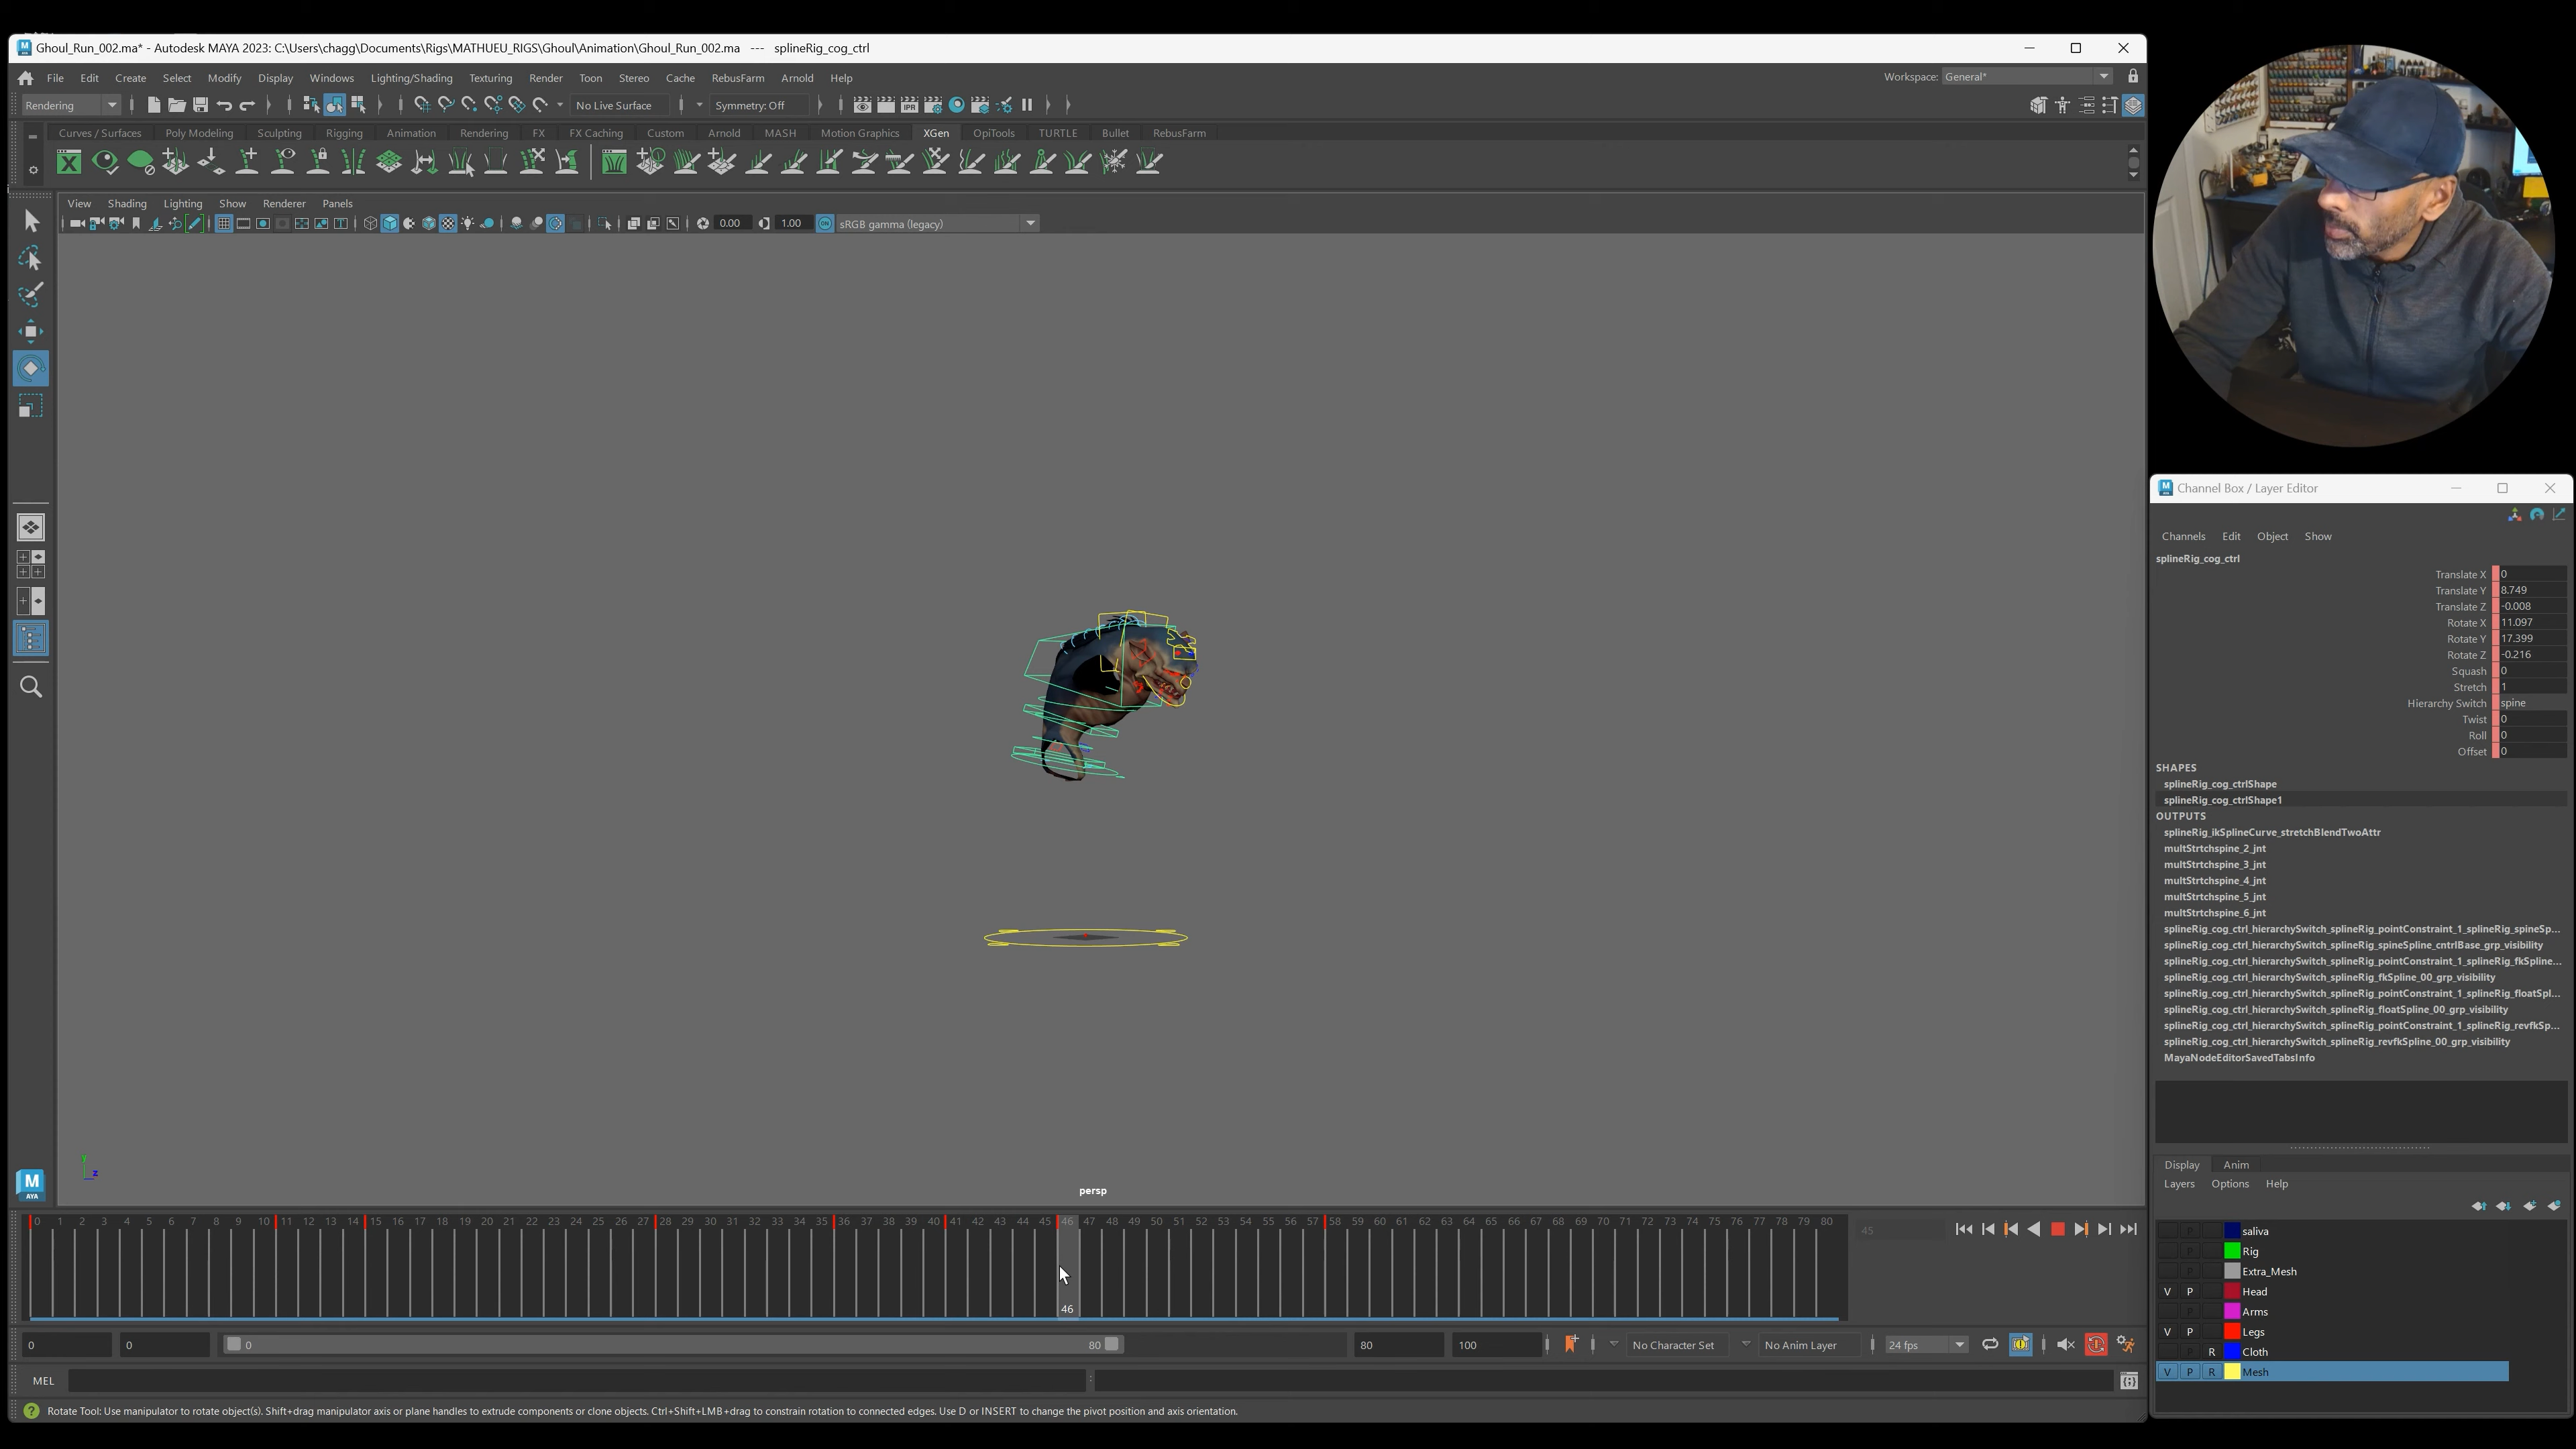 Ghoul_Run_002.ma* - Autodesk MAYA 2023: C:\Users\chagg\Documents\Rigs\MATHUEU_RIGS\Ghoul\Animation\Ghoul_Run_002.ma --- splineRig_cog_ctrl
File Edit Create Select Modify Display Windows Lighting/Shading Texturing Render Toon Stereo Cache RebusFarm Arnold Help
Workspace: General*
Rendering
No Live Surface
Symmetry: Off
IPR
Curves / Surfaces Poly Modeling Sculpting Rigging Animation Rendering FX FX Caching Custom Arnold MASH Motion Graphics XGen OpiTools TURTLE Bullet RebusFarm
View Shading Lighting Show Renderer Panels
0.00 1.00 ON sRGB gamma (legacy)
Channel Box / Layer Editor
Channels Edit Object Show
splineRig_cog_ctrl
Translate X 0
Translate Y 8.749
Translate Z -0.008
Rotate X 11.097
Rotate Y 17.399
Rotate Z -0.216
Squash 0
Stretch 1
Hierarchy Switch spine
Twist 0
Roll 0
Offset 0
SHAPES
splineRig_cog_ctrlShape
splineRig_cog_ctrlShape1
OUTPUTS
splineRig_ikSplineCurve_stretchBlendTwoAttr
multStrtchspine_2_jnt
multStrtchspine_3_jnt
multStrtchspine_4_jnt
multStrtchspine_5_jnt
multStrtchspine_6_jnt
splineRig_cog_ctrl_hierarchySwitch_splineRig_pointConstraint_1_splineRig_spineSp...
splineRig_cog_ctrl_hierarchySwitch_splineRig_spineSpline_cntrlBase_grp_visibility
splineRig_cog_ctrl_hierarchySwitch_splineRig_pointConstraint_1_splineRig_fkSpline...
splineRig_cog_ctrl_hierarchySwitch_splineRig_fkSpline_00_grp_visibility
splineRig_cog_ctrl_hierarchySwitch_splineRig_pointConstraint_1_splineRig_floatSpl...
splineRig_cog_ctrl_hierarchySwitch_splineRig_floatSpline_00_grp_visibility
splineRig_cog_ctrl_hierarchySwitch_splineRig_pointConstraint_1_splineRig_revfkSp...
splineRig_cog_ctrl_hierarchySwitch_splineRig_revfkSpline_00_grp_visibility
MayaNodeEditorSavedTabsInfo
Display Anim
Layers Options Help
P saliva
P Rig
P Extra_Mesh
V P Head
P Arms
V P Legs
P R Cloth
V P R Mesh
y
z
M
AYA
persp
0 1 2 3 4 5 6 7 8 9 10 11 12 13 14 15 16 17 18 19 20 21 22 23 24 25 26 27 28 29 30 31 32 33 34 35 36 37 38 39 40 41 42 43 44 45 46 47 48 49 50 51 52 53 54 55 56 57 58 59 60 61 62 63 64 65 66 67 68 69 70 71 72 73 74 75 76 77 78 79 80
45
46
0 0 0 80 80 100 No Character Set No Anim Layer 24 fps
MEL
Rotate Tool: Use manipulator to rotate object(s). Shift+drag manipulator axis or plane handles to extrude components or clone objects. Ctrl+Shift+LMB+drag to constrain rotation to connected edges. Use D or INSERT to change the pivot position and axis orientation.